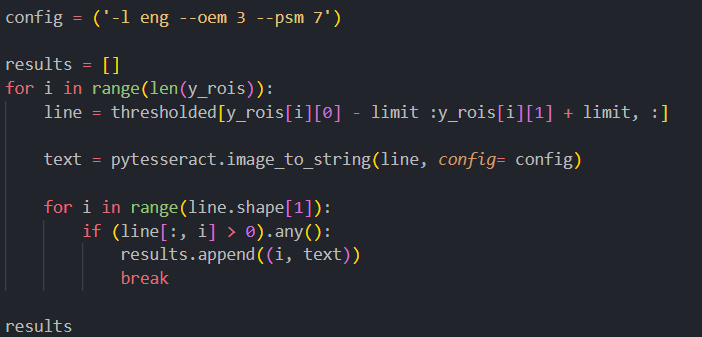 config = ('-l eng --oem 3 --psm 7')
results = []
for i in range(len(y_rois)):
line = thresholded[y_rois[i][0] - limit :y_rois[i][1] + limit, :]
text = pytesseract.image_to_string(line, config= config)
for i in range(line.shape[1]):
if (line[:, i] > 0).any():
results.append((i, text))
break
results